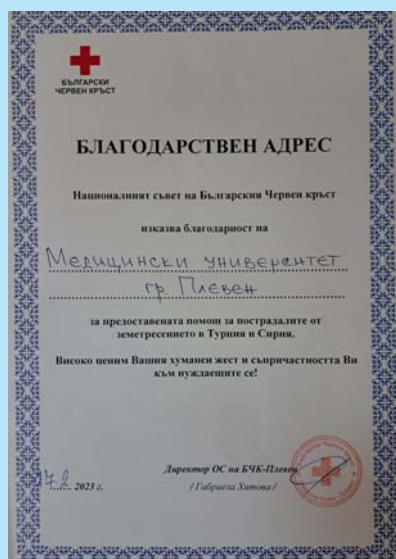 БЪЛГАРСКИ
ЧЕРВЕН КРЪСТ
БЛАГОДАРСТВЕН АДРЕС
Националният съвет на Българския Червен кръст
изказва благодарност на
Медицински университет
гр Плевен
за предоставената помощ за пострадалите от
земетресението в Турция и Сирия.
Високо ценим Вашия хуманен жест и съпричастността Ви
към нуждаещите се!
Директор ОС на БЧК-Плевен
17.2. 2023 г.
/ Габриела Хитова /